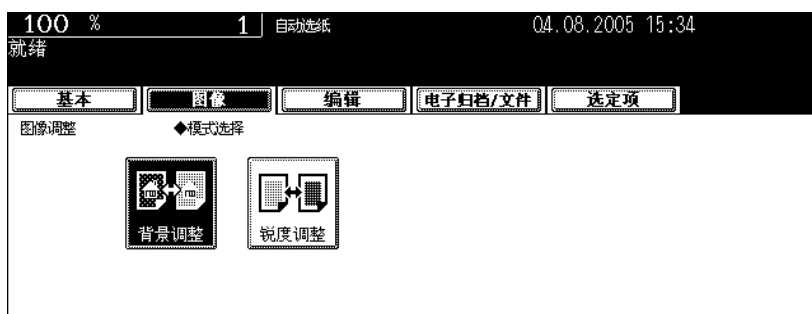 100 % 1 自动选纸 04.08.2005 15:34
就绪
基本 图像 编辑 电子归档/文件 选定项
图像调整 ◆模式选择
背景调整 锐度调整